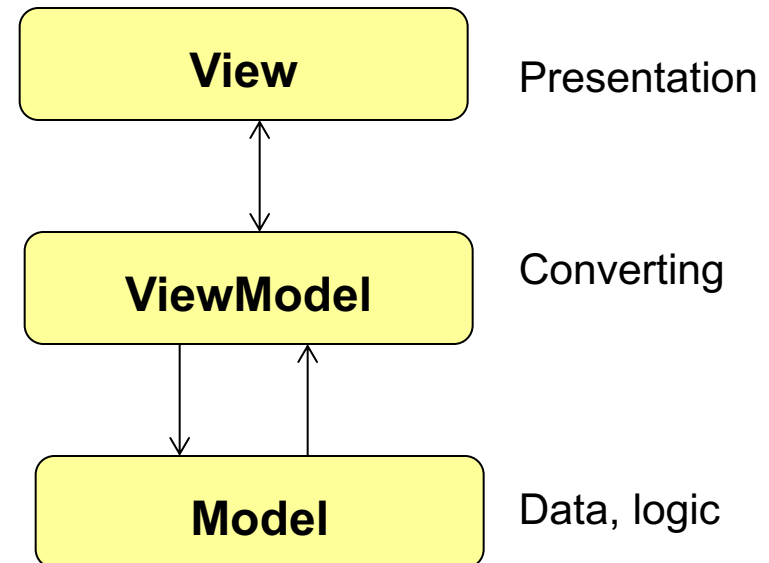 View
Presentation
ViewModel
Converting
Model
Data, logic